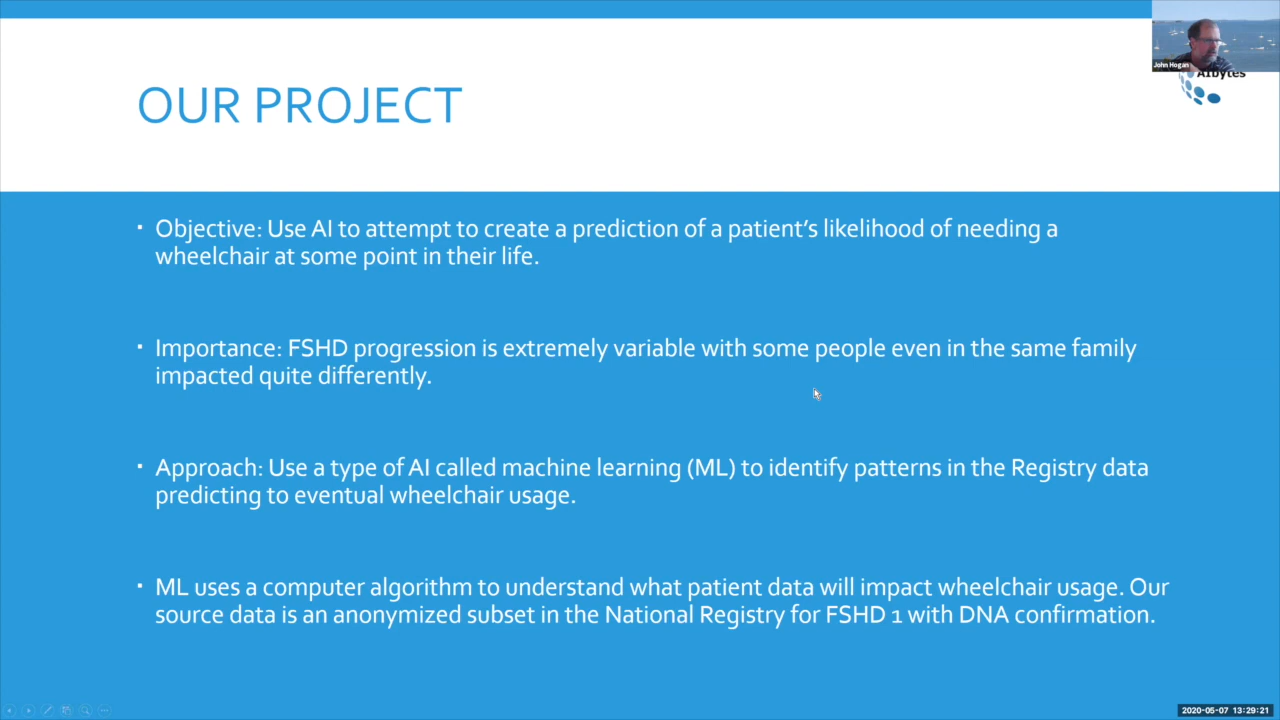 John Hogan
AIbytes
OUR PROJECT
· Objective: Use AI to attempt to create a prediction of a patient’s likelihood of needing a
wheelchair at some point in their life.
· Importance: FSHD progression is extremely variable with some people even in the same family
impacted quite differently.
· Approach: Use a type of AI called machine learning (ML) to identify patterns in the Registry data
predicting to eventual wheelchair usage.
· ML uses a computer algorithm to understand what patient data will impact wheelchair usage. Our
source data is an anonymized subset in the National Registry for FSHD 1 with DNA confirmation.
2020-05-07 13:29:21